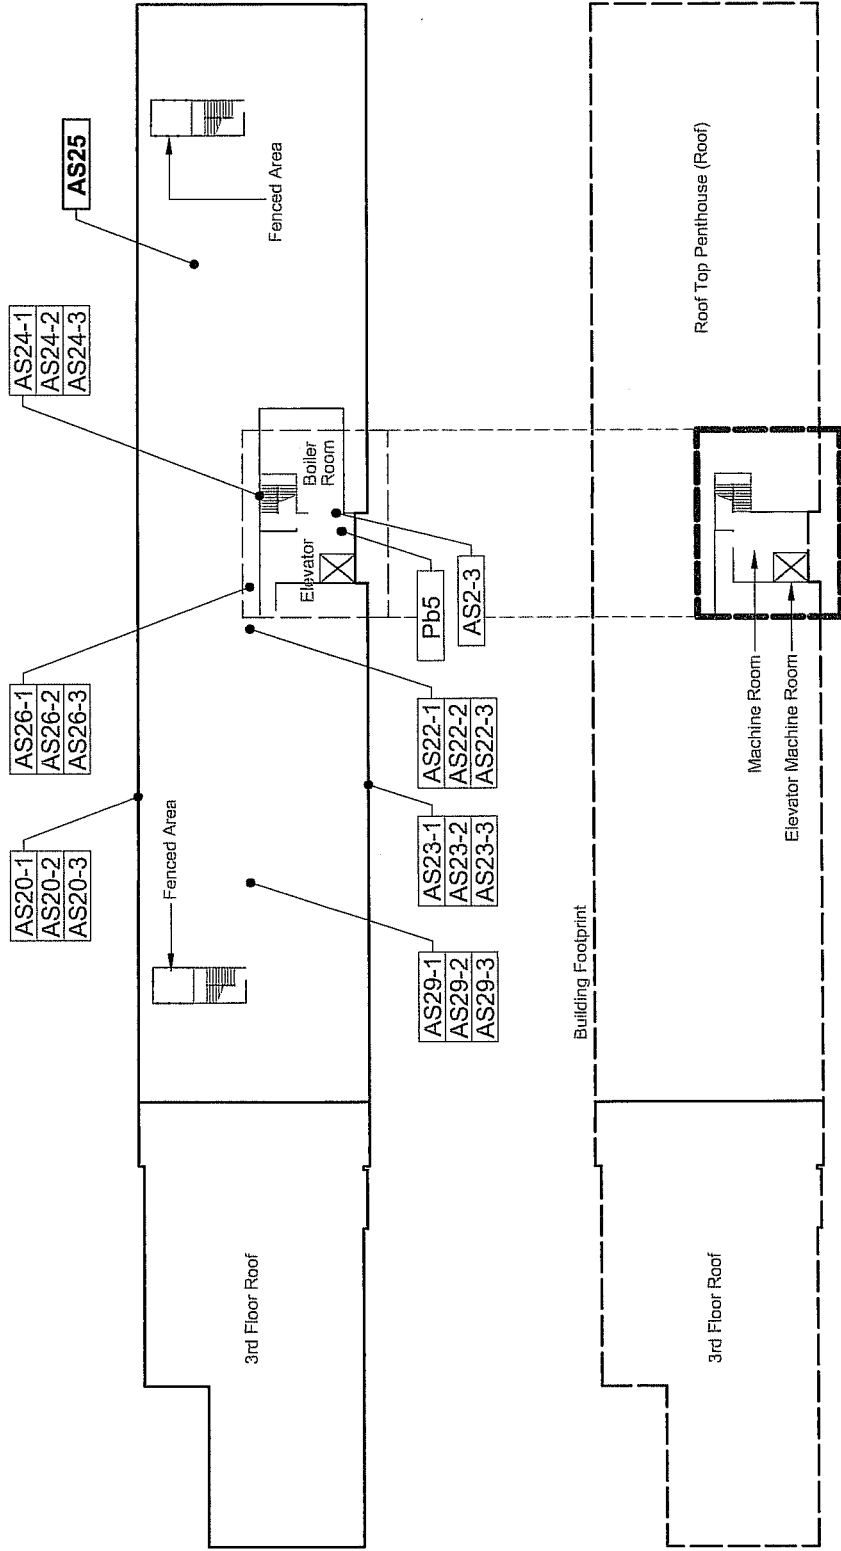 AS20-1
AS20-2
AS20-3
AS26-1
AS26-2
AS26-3
AS24-1
AS24-2
AS24-3
AS25
Fenced Area
Fenced Area
3rd Floor Roof
Elevator
Boiler
Room
AS29-1
AS29-2
AS29-3
AS23-1
AS23-2
AS23-3
AS22-1
AS22-2
AS22-3
Pb5
AS2-3
Building Footprint
3rd Floor Roof
Machine Room
Elevator Machine Room
Roof Top Penthouse (Roof)